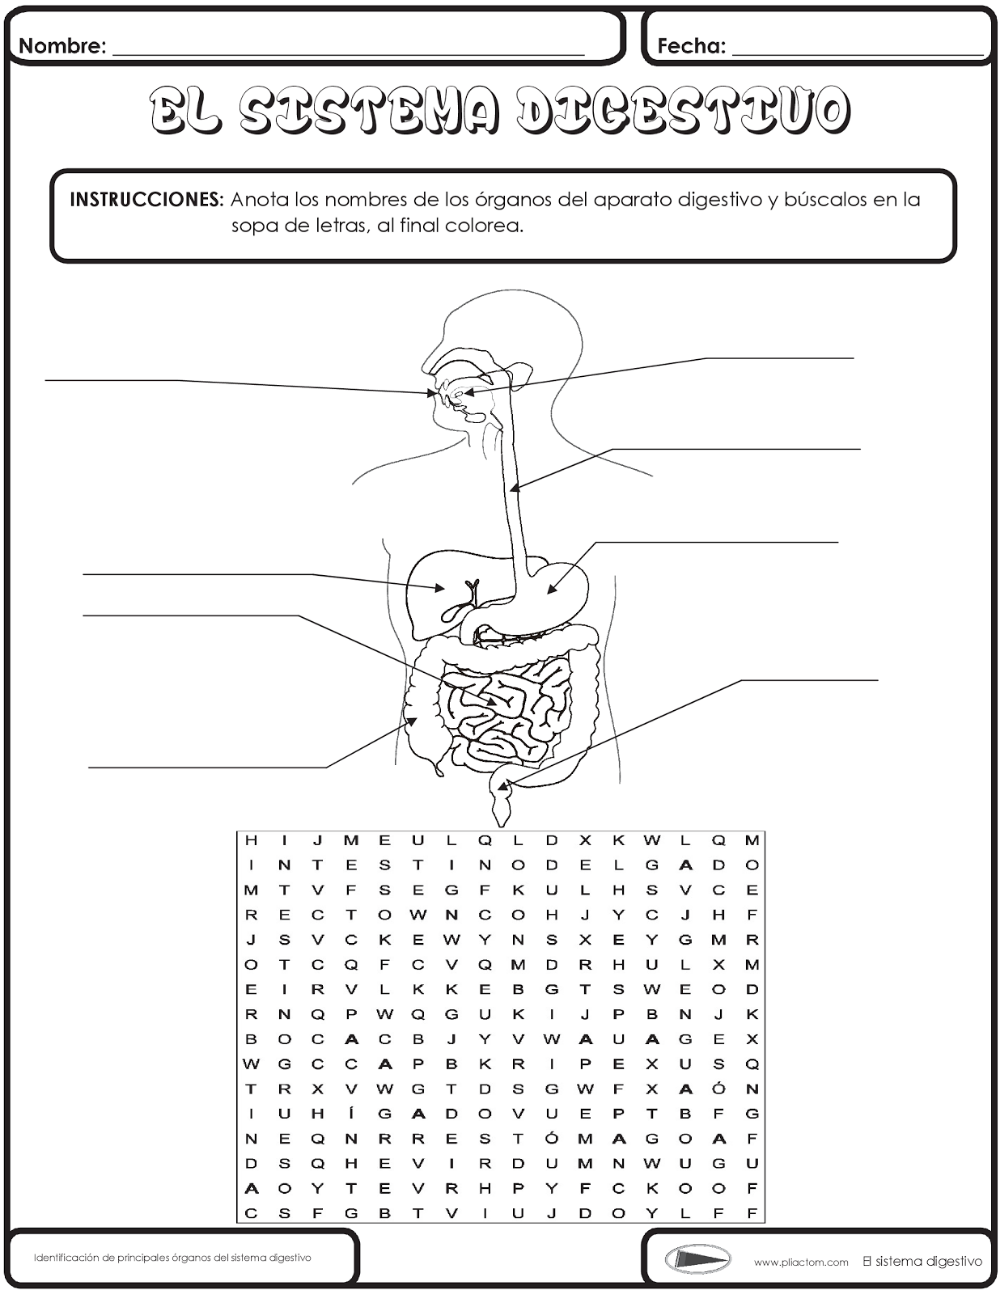 Nombre:
Fecha:
EL SISTEMA DIGESTIVO
INSTRUCCIONES: Anota los nombres de los órganos del aparato digestivo y búscalos en la
sopa de letras, al final colorea.
H I J M E U L Q L D X K W L Q M
I N T E S T I N O D E L G A D O
M T V F S E G F K U L H S V C E
R E C T O W N C O H J Y C J H F
J S V C K E W Y N S X E Y G M R
O T C Q F C V Q M D R H U L X M
E I R V L K K E B G T S W E O D
R N Q P W Q G U K I J P B N J K
B O C A C B J Y V W A U A G E X
W G C C A P B K R I P E X U S Q
T R X V W G T D S G W F X A Ó N
I U H Í G A D O V U E P T B F G
N E Q N R R E S T Ó M A G O A F
D S Q H E V I R D U M N W U G U
A O Y T E V R H P Y F C K O O F
C S F G B T V I U J D O Y L F F
Identificación de principales órganos del sistema digestivo
www.pliactom.com El sistema digestivo